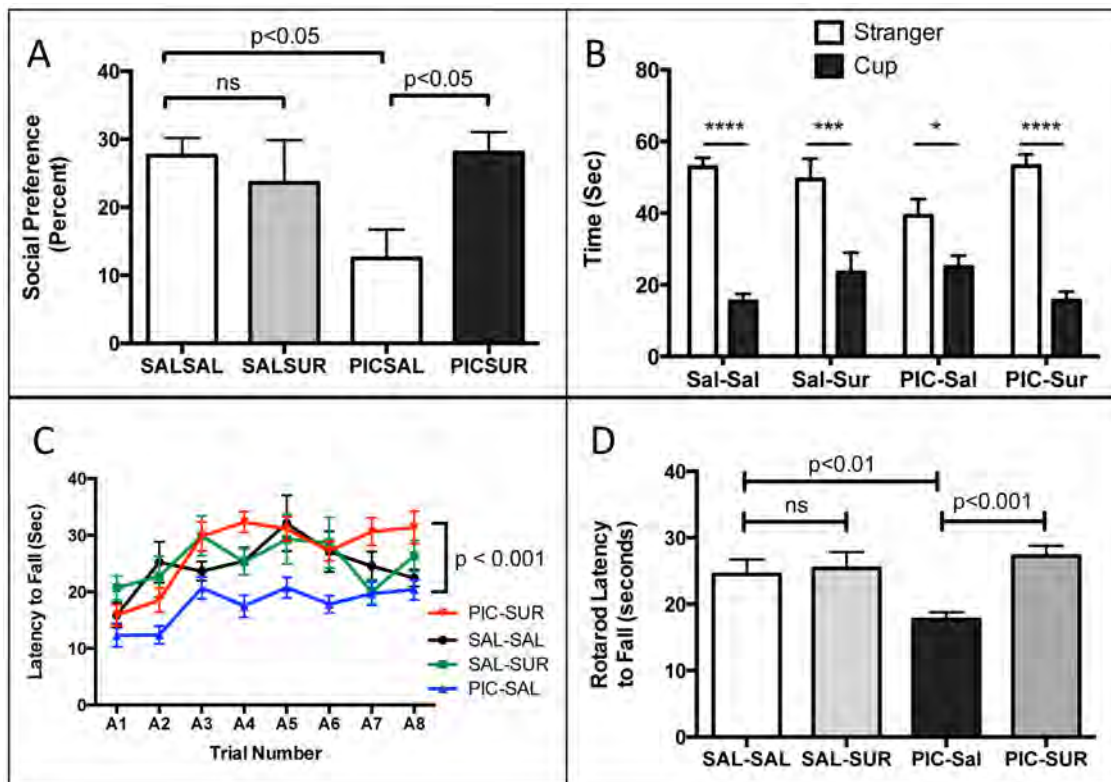 A
p<0.05
ns
p<0.05
Social Preference
(Percent)
40
30
20
10
0
SALSAL
SALSUR
PICSAL
PICSUR
B
Stranger
Cup
Time (Sec)
80
60
40
20
0
****
***
*
****
Sal-Sal
Sal-Sur
PIC-Sal
PIC-Sur
C
Latency to Fall (Sec)
40
30
20
10
0
p < 0.001
PIC-SUR
SAL-SAL
SAL-SUR
PIC-SAL
A1
A2
A3
A4
A5
A6
A7
A8
Trial Number
D
p<0.01
ns
p<0.001
Rotarod Latency
to Fall (seconds)
40
30
20
10
0
SAL-SAL
SAL-SUR
PIC-Sal
PIC-SUR